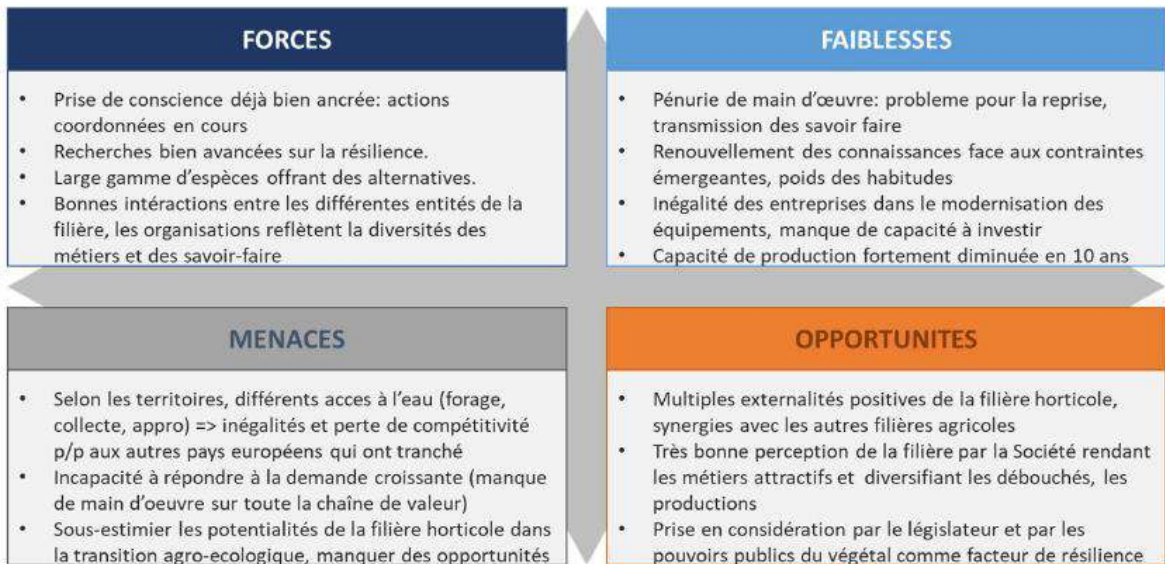 FORCES
• Prise de conscience déjà bien ancrée: actions
coordonnées en cours
• Recherches bien avancées sur la résilience.
• Large gamme d'espèces offrant des alternatives.
• Bonnes intéractions entre les différentes entités de la
filière, les organisations reflètent la diversités des
métiers et des savoir-faire
FAIBLESSES
• Pénurie de main d'œuvre: probleme pour la reprise,
transmission des savoir faire
• Renouvellement des connaissances face aux contraintes
émergeantes, poids des habitudes
• Inégalité des entreprises dans le modernisation des
équipements, manque de capacité à investir
• Capacité de production fortement diminuée en 10 ans
MENACES
• Selon les territoires, différents acces à l'eau (forage,
collecte, appro) => inégalités et perte de compétitivité
p/p aux autres pays européens qui ont tranché
• Incapacité à répondre à la demande croissante (manque
de main d'oeuvre sur toute la chaîne de valeur)
• Sous-estimier les potentialités de la filière horticole dans
la transition agro-ecologique, manquer des opportunités
OPPORTUNITES
• Multiples externalités positives de la filière horticole,
synergies avec les autres filières agricoles
• Très bonne perception de la filière par la Société rendant
les métiers attractifs et diversifiant les débouchés, les
productions
• Prise en considération par le législateur et par les
pouvoirs publics du végétal comme facteur de résilience